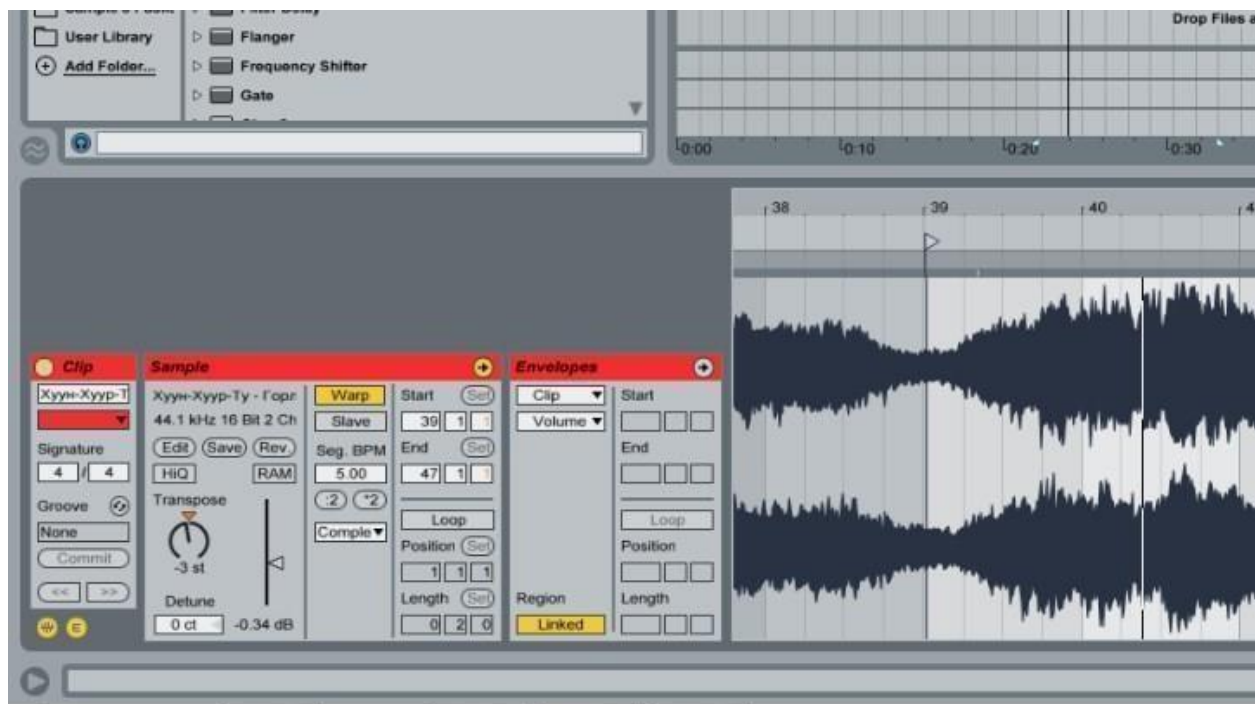 User Library
Add Folder...
Flanger
Frequency Shifter
Gate
Drop Files a
0:00
0:10
0:20
0:30
38
39
40
4
Clip
Хуун-Хуур-Т
Signature
4 / 4
Groove
None
Commit
<< >>
E
Sample
Хуун-Хуур-Ту - Горл
44.1 kHz 16 Bit 2 Ch
Edit Save Rev.
HiQ RAM
Transpose
-3 st
Detune
0 ct -0.34 dB
Warp
Slave
Seg. BPM
5.00
:2 *2
Comple
Start Set
39 1 1
End Set
47 1 1
Loop
Position Set
1 1 1
Length Set
0 2 0
Envelopes
Clip
Volume
Region
Linked
Start
End
Loop
Position
Length